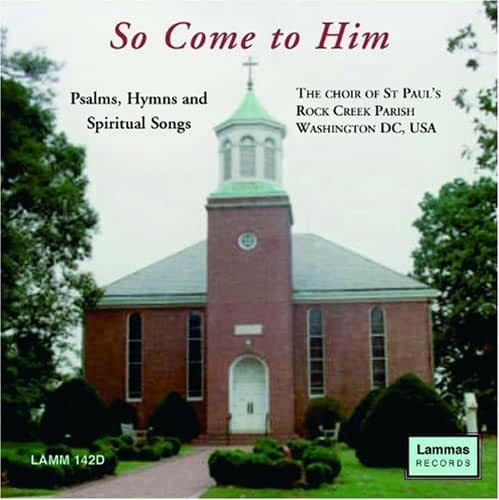 So Come to Him
Psalms, Hymns and
Spiritual Songs
The choir of St Paul's
Rock Creek Parish
Washington DC, USA
LAMM 142D
Lammas
RECORDS